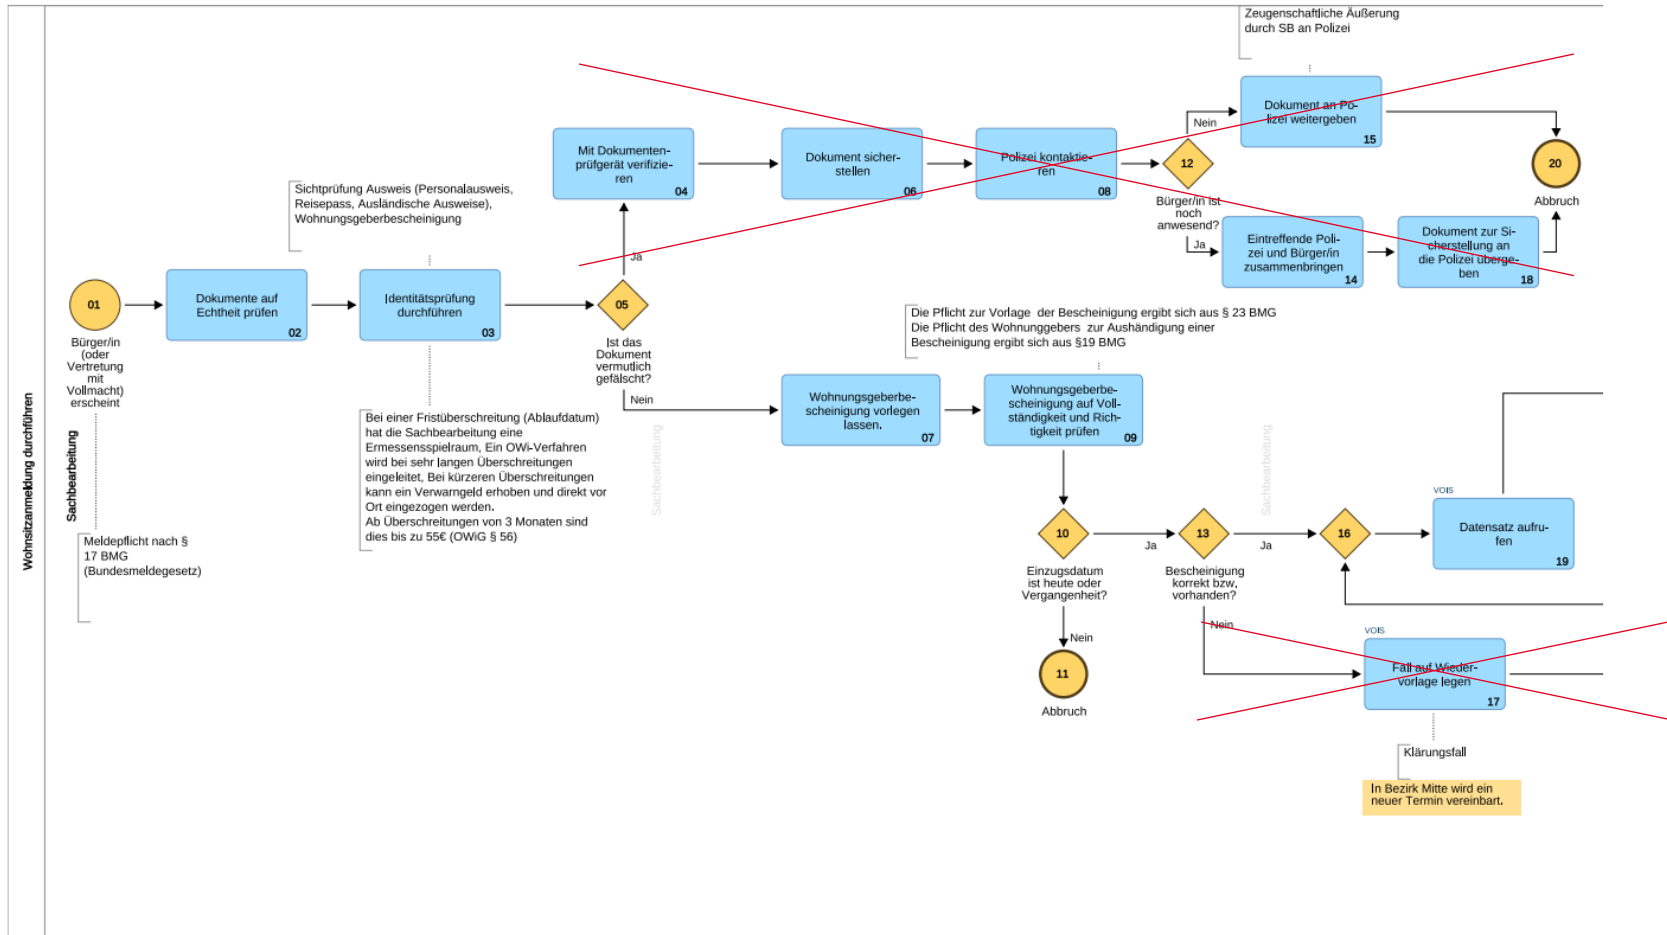 Wohnsitzanmeldung durchführen
Sachbearbeitung
Zeugenschaftliche Äußerung
durch SB an Polizei
Dokument an Po-
lizei weitergeben
15
Nein
Mit Dokumenten-
prüfgerät verifizie-
ren
04
Dokument sicher-
stellen
06
Polizei kontaktie-
ren
08
12
Bürger/in ist
noch
anwesend?
Ja
20
Abbruch
Eintreffende Poli-
zei und Bürger/in
zusammenbringen
14
Dokument zur Si-
cherstellung an
die Polizei überge-
ben
18
Sichtprüfung Ausweis (Personalausweis,
Reisepass, Ausländische Ausweise),
Wohnungsgeberbescheinigung
Ja
01
Bürger/in
(oder
Vertretung
mit
Vollmacht)
erscheint
Dokumente auf
Echtheit prüfen
02
Identitätsprüfung
durchführen
03
05
Ist das
Dokument
vermutlich
gefälscht?
Nein
Die Pflicht zur Vorlage der Bescheinigung ergibt sich aus § 23 BMG
Die Pflicht des Wohnunggebers zur Aushändigung einer
Bescheinigung ergibt sich aus §19 BMG
Wohnungsgeberbe-
scheinigung vorlegen
lassen.
07
Wohnungsgeberbe-
scheinigung auf Voll-
ständigkeit und Rich-
tigkeit prüfen
09
Bei einer Fristüberschreitung (Ablaufdatum)
hat die Sachbearbeitung eine
Ermessensspielraum, Ein OWi-Verfahren
wird bei sehr langen Überschreitungen
eingeleitet, Bei kürzeren Überschreitungen
kann ein Verwarngeld erhoben und direkt vor
Ort eingezogen werden.
Ab Überschreitungen von 3 Monaten sind
dies bis zu 55€ (OWiG § 56)
Sachbearbeitung
Sachbearbeitung
Meldepflicht nach §
17 BMG
(Bundesmeldegesetz)
10
Einzugsdatum
ist heute oder
Vergangenheit?
Ja
13
Bescheinigung
korrekt bzw,
vorhanden?
Ja
16
VOIS
Datensatz aufru-
fen
19
Nein
11
Abbruch
Nein
VOIS
Fall auf Wieder-
vorlage legen
17
Klärungsfall
In Bezirk Mitte wird ein
neuer Termin vereinbart.